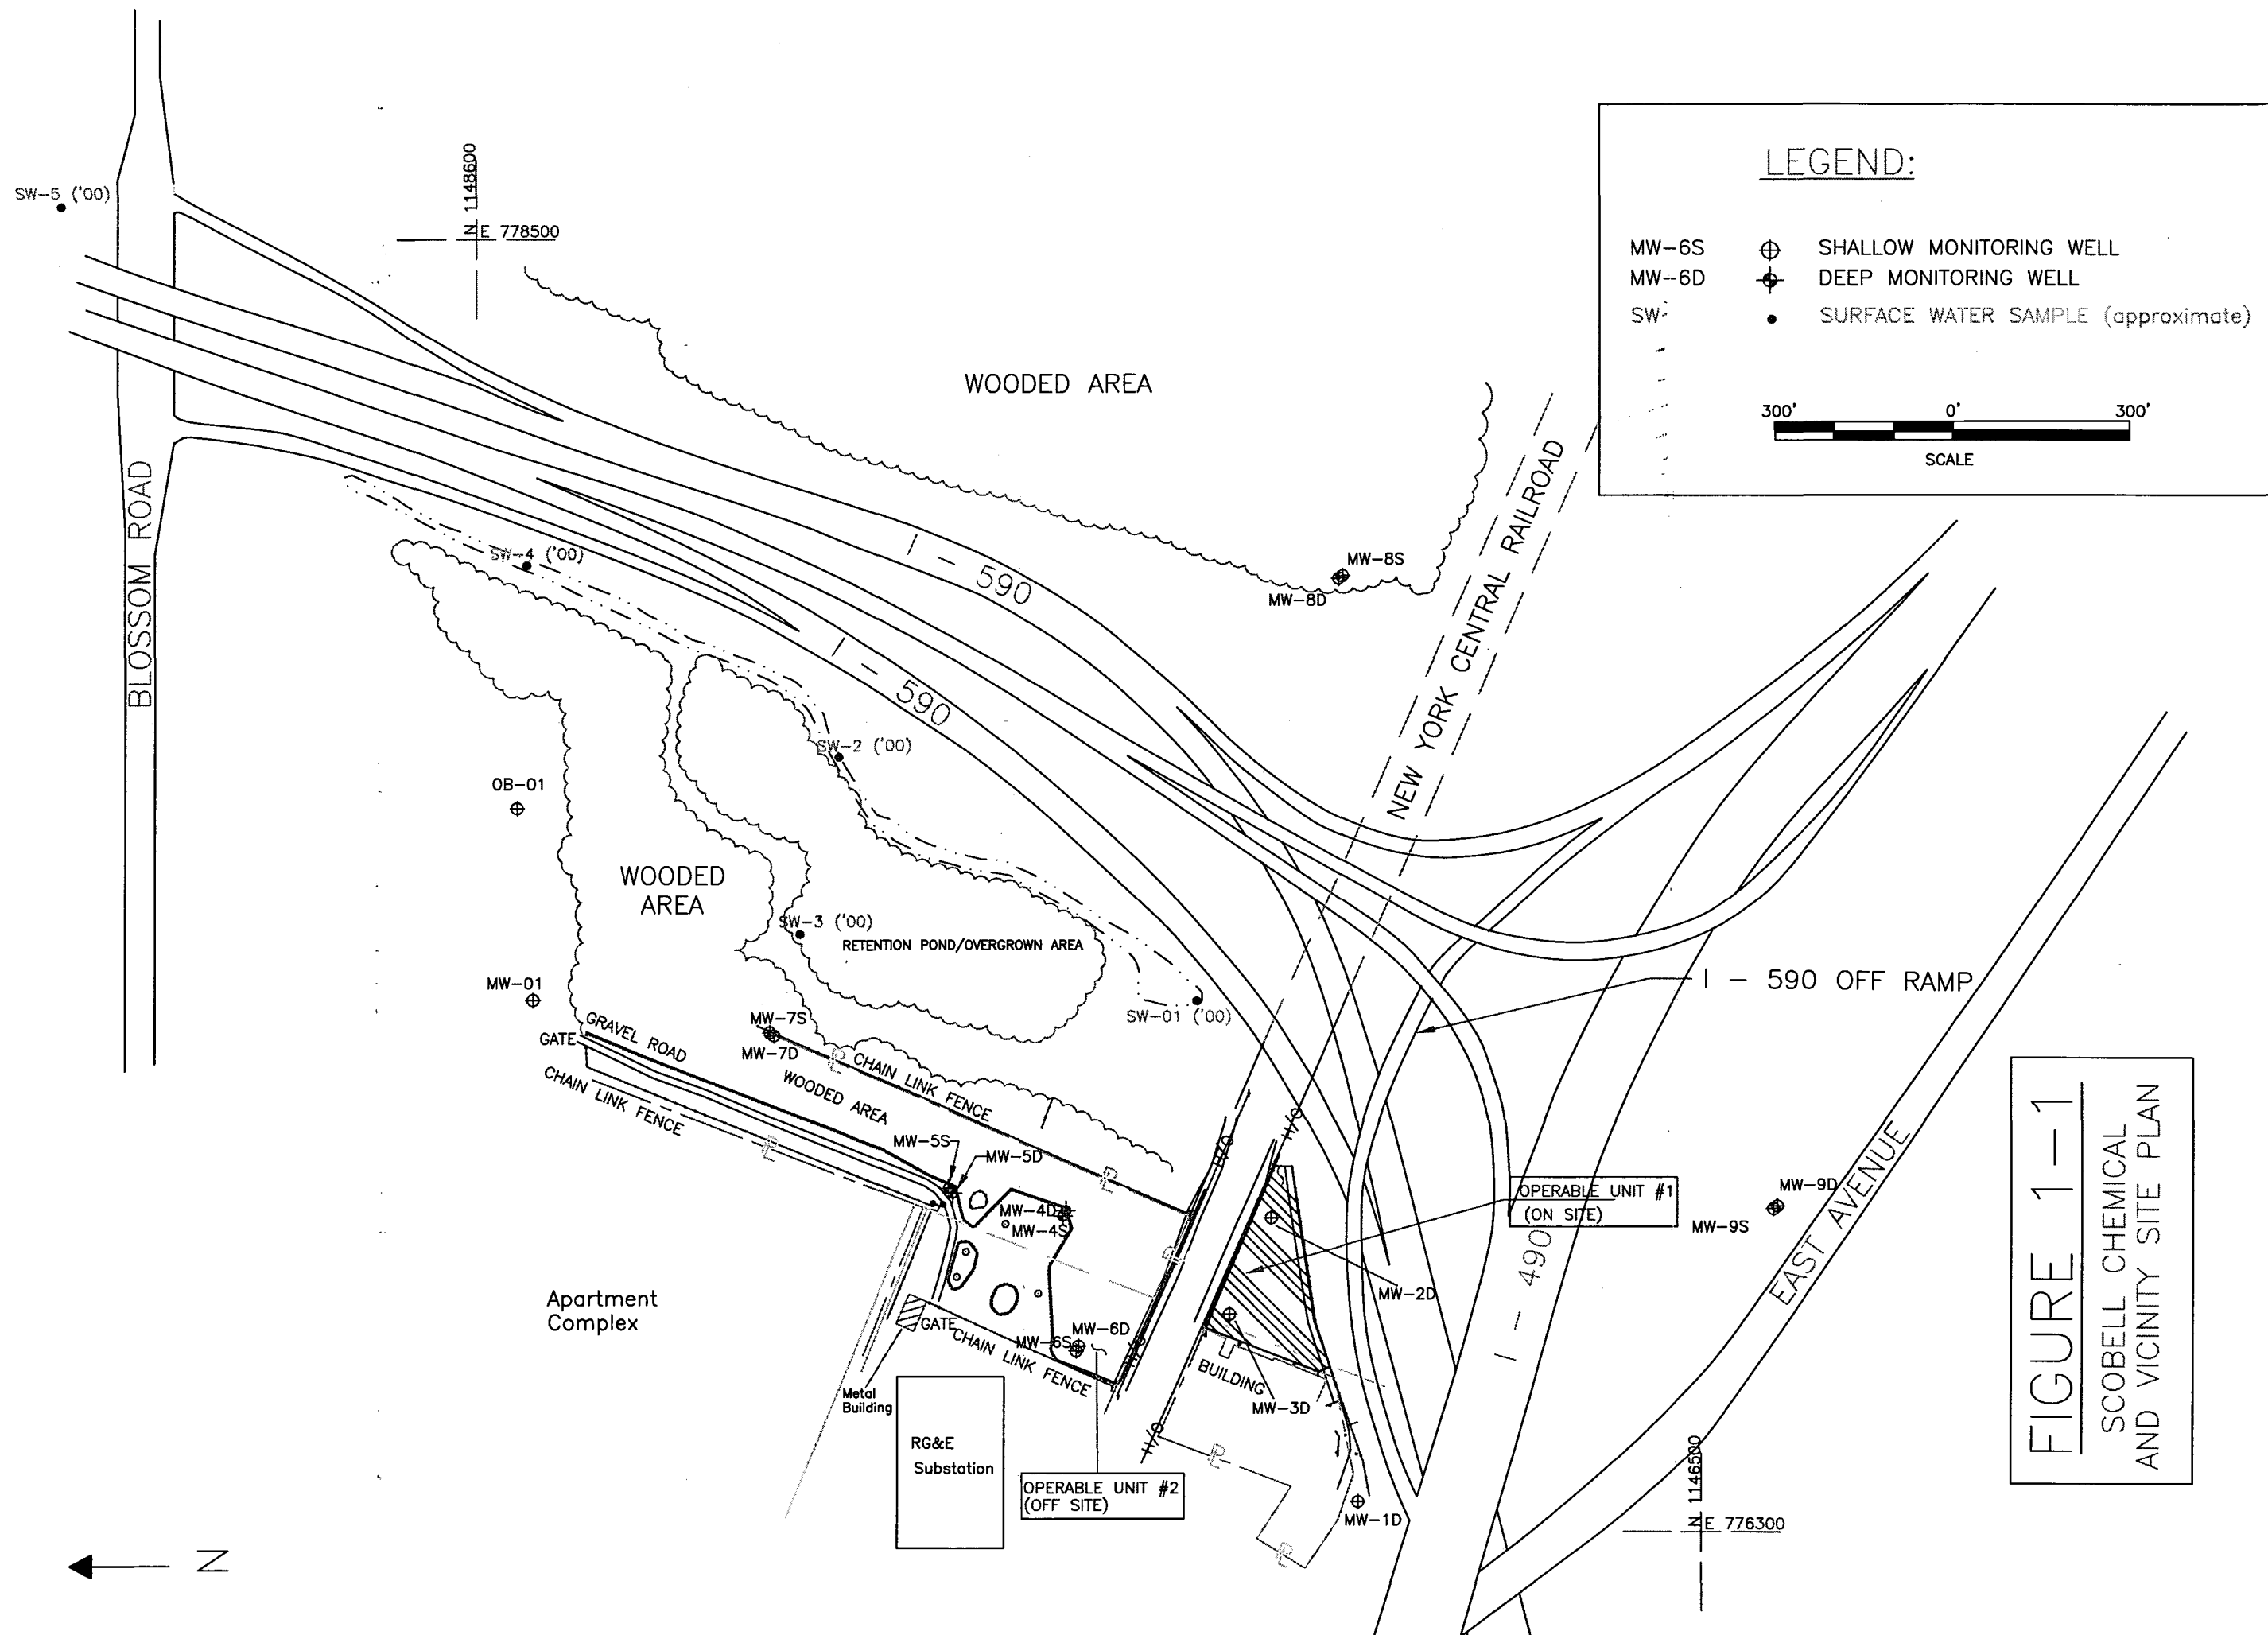 LEGEND:
MW-6S SHALLOW MONITORING WELL
MW-6D DEEP MONITORING WELL
SW- SURFACE WATER SAMPLE (approximate)
300' 0' 300'
SCALE
SW-5 ('00)
N 1148600
E 778500
WOODED AREA
BLOSSOM ROAD
SW-4 ('00)
I - 590
I - 590
MW-8S
MW-8D
NEW YORK CENTRAL RAILROAD
SW-2 ('00)
OB-01
WOODED
AREA
SW-3 ('00)
RETENTION POND/OVERGROWN AREA
MW-01
SW-01 ('00)
I - 590 OFF RAMP
GATE
GRAVEL ROAD
MW-7S
MW-7D
CHAIN LINK FENCE
WOODED AREA
CHAIN LINK FENCE
MW-5S
MW-5D
MW-4D
MW-4S
OPERABLE UNIT #1
(ON SITE)
MW-9D
MW-9S
EAST AVENUE
I - 490
MW-2D
Apartment
Complex
GATE
CHAIN LINK FENCE
MW-6S
MW-6D
BUILDING
MW-3D
Metal
Building
RG&E
Substation
OPERABLE UNIT #2
(OFF SITE)
MW-1D
N 1146500
E 776300
N
FIGURE 1-1
SCOBELL CHEMICAL
AND VICINITY SITE PLAN